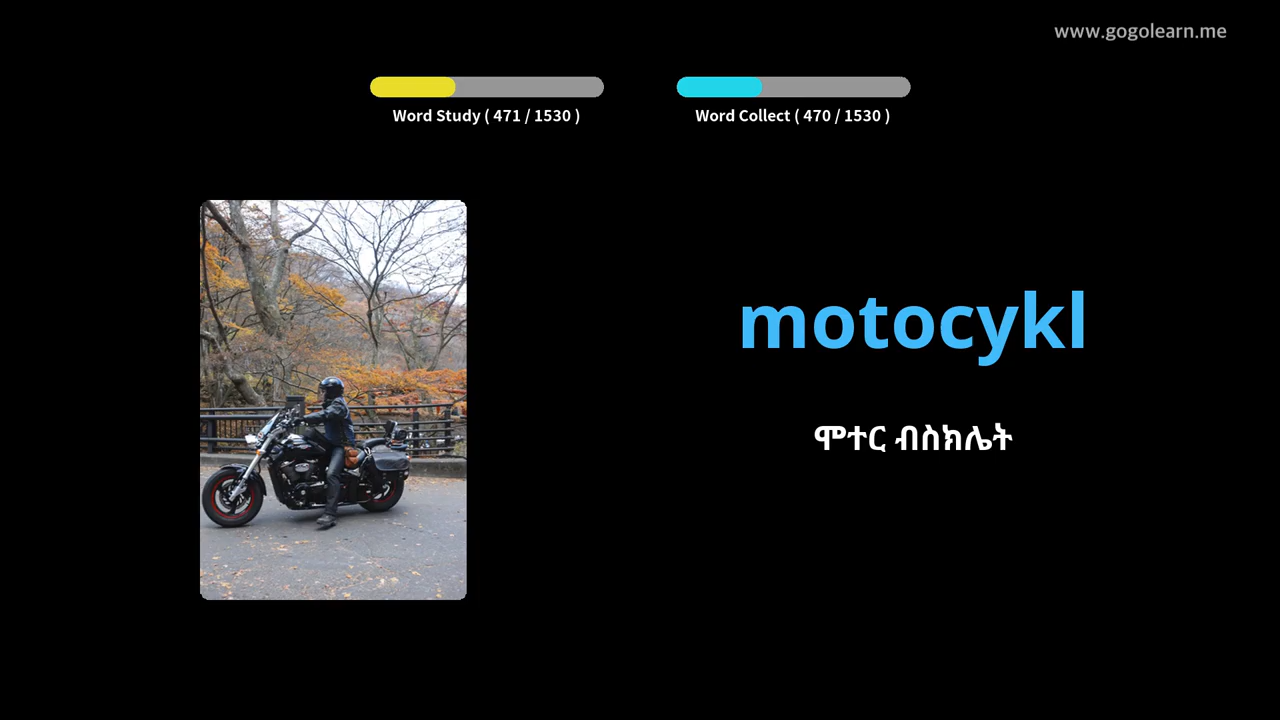 www.gogolearn.me
Word Study ( 471 / 1530 )
Word Collect ( 470 / 1530 )
motocykl
ሞተር ብስክሌት